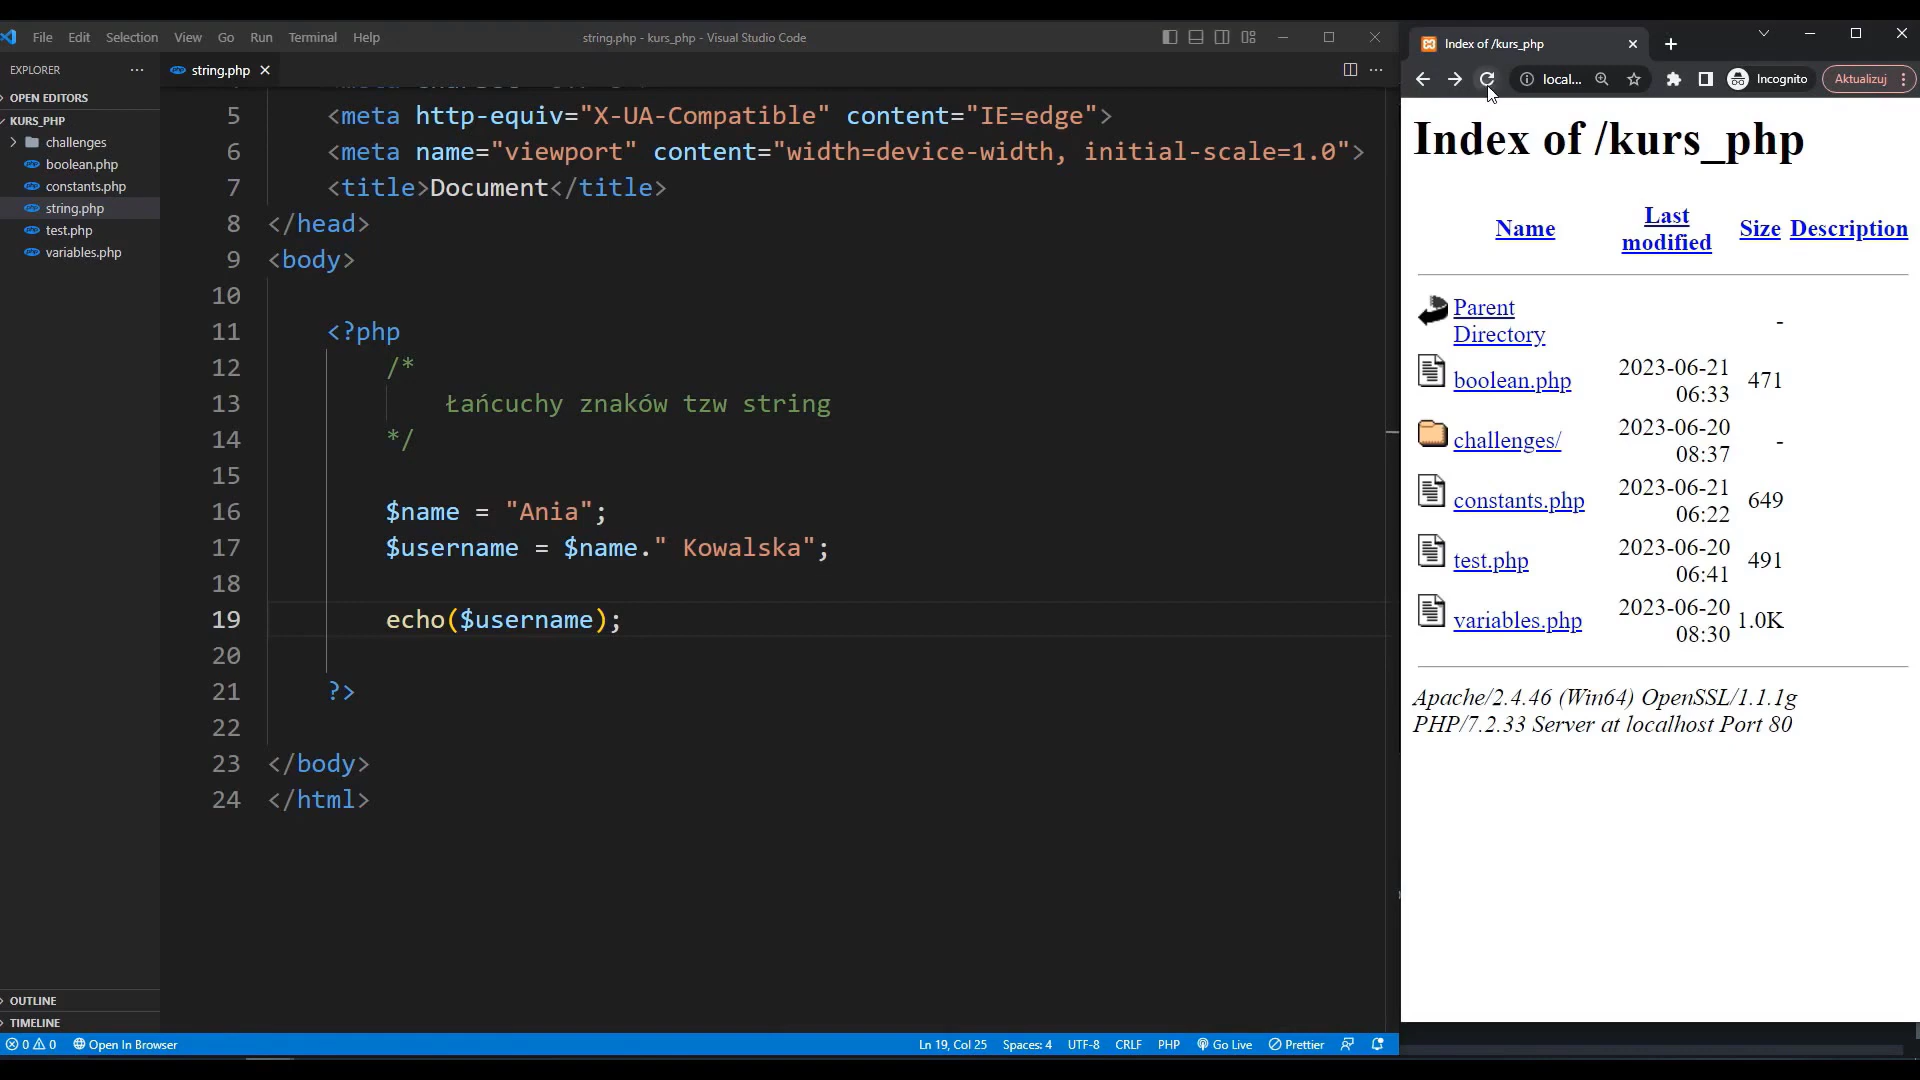 File Edit Selection View Go Run Terminal Help
string.php - kurs_php - Visual Studio Code
EXPLORER
OPEN EDITORS
KURS_PHP
challenges
boolean.php
constants.php
string.php
test.php
variables.php
OUTLINE
TIMELINE
string.php
5 <meta http-equiv="X-UA-Compatible" content="IE=edge">
6 <meta name="viewport" content="width=device-width, initial-scale=1.0">
7 <title>Document</title>
8 </head>
9 <body>
10
11 <?php
12 /*
13 Łańcuchy znaków tzw string
14 */
15
16 $name = "Ania";
17 $username = $name." Kowalska";
18
19 echo($username);
20
21 ?>
22
23 </body>
24 </html>
0 0 Open In Browser
Ln 19, Col 25 Spaces: 4 UTF-8 CRLF PHP Go Live Prettier
Index of /kurs_php
local... Incognito Aktualizuj
Index of /kurs_php
Name Last modified Size Description
Parent Directory -
boolean.php 2023-06-21 06:33 471
challenges/ 2023-06-20 08:37 -
constants.php 2023-06-21 06:22 649
test.php 2023-06-20 06:41 491
variables.php 2023-06-20 08:30 1.0K
Apache/2.4.46 (Win64) OpenSSL/1.1.1g
PHP/7.2.33 Server at localhost Port 80